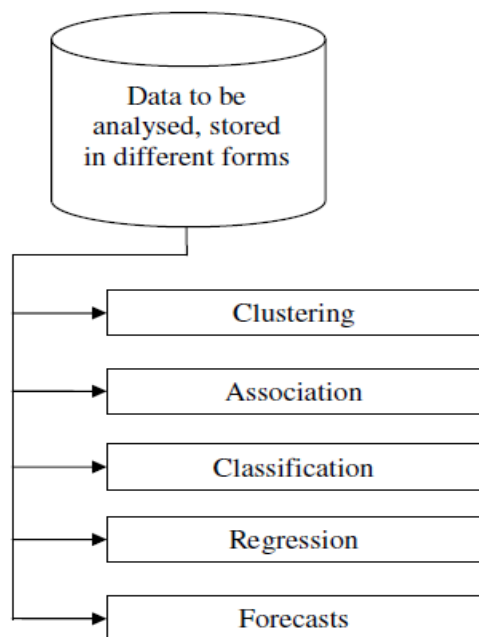 Data to be
analysed, stored
in different forms
Clustering
Association
Classification
Regression
Forecasts